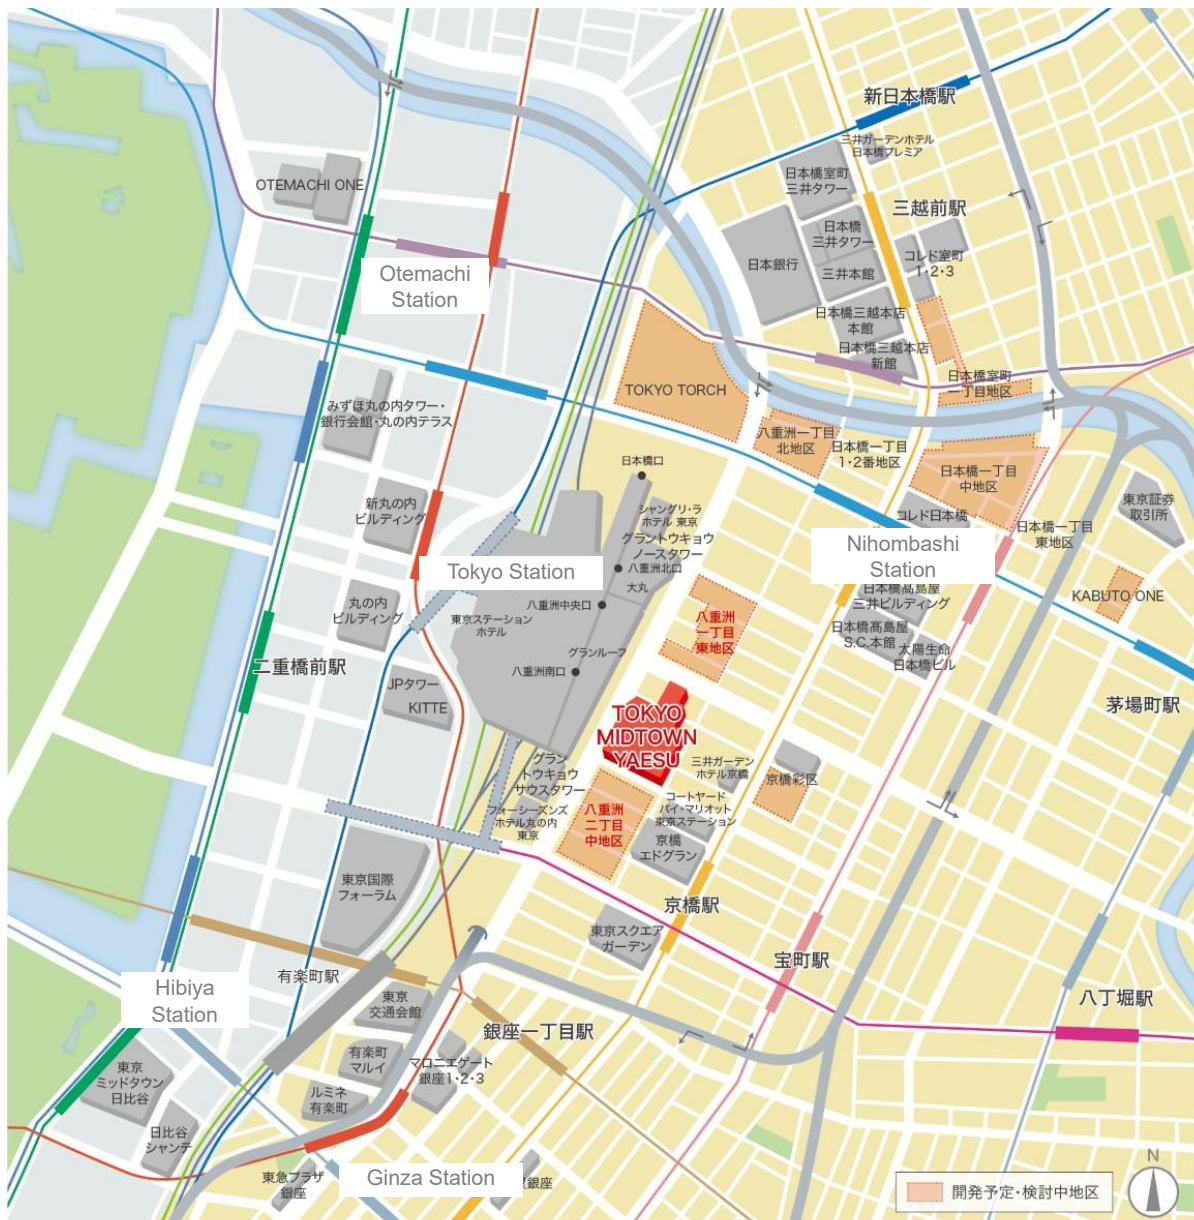 新日本橋駅
三井ガーデンホテル
日本橋プレミア
日本橋室町
三井タワー
OTEMACHI ONE
三越前駅
日本橋
三井タワー
コレド室町
1・2・3
日本銀行
三井本館
Otemachi
Station
日本橋三越本店
本館
日本橋三越本店
新館
日本橋室町
一丁目地区
TOKYO TORCH
みずほ丸の内タワー・
銀行会館・丸の内テラス
八重洲一丁目
北地区
日本橋一丁目
1・2番地区
日本橋一丁目
中地区
日本橋口
東京証券
取引所
新丸の内
ビルディング
シャングリ・ラ
ホテル 東京
コレド日本橋
グラントウキョウ
ノースタワー
日本橋一丁目
東地区
Nihombashi
Station
Tokyo Station
八重洲北口
大丸
丸の内
ビルディング
八重洲中央口
東京ステーション
ホテル
八重洲
一丁目
東地区
日本橋髙島屋
三井ビルディング
KABUTO ONE
日本橋髙島屋
S.C.本館
太陽生命
日本橋ビル
グランルーフ
二重橋前駅
八重洲南口
JPタワー
KITTE
茅場町駅
TOKYO
MIDTOWN
YAESU
グラン
トウキョウ
サウスタワー
三井ガーデン
ホテル京橋
京橋彩区
フォーシーズンズ
ホテル丸の内
東京
八重洲
二丁目
中地区
コートヤード
バイ・マリオット
東京ステーション
京橋
エドグラン
東京国際
フォーラム
京橋駅
東京スクエア
ガーデン
宝町駅
有楽町駅
Hibiya
Station
東京
交通会館
八丁堀駅
銀座一丁目駅
有楽町
マルイ
マロニエゲート
銀座1・2・3
東京
ミッドタウン
日比谷
ルミネ
有楽町
日比谷
シャンテ
東急プラザ
銀座
Ginza Station
銀座
開発予定・検討中地区
N